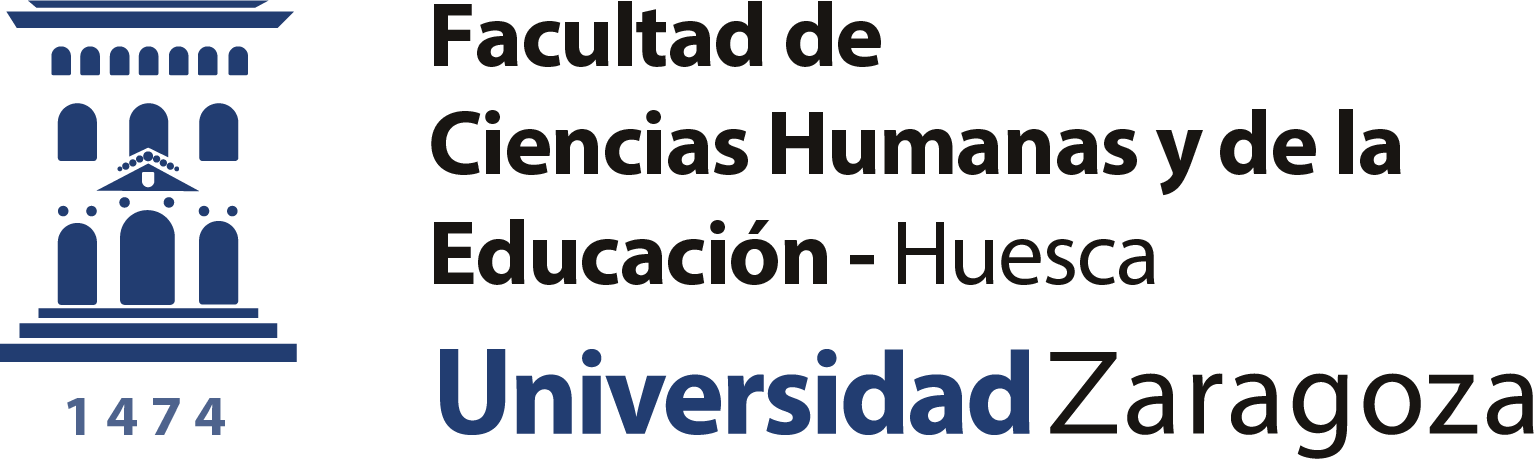 Facultad de
Ciencias Humanas y de la
Educación - Huesca
Universidad Zaragoza
1474